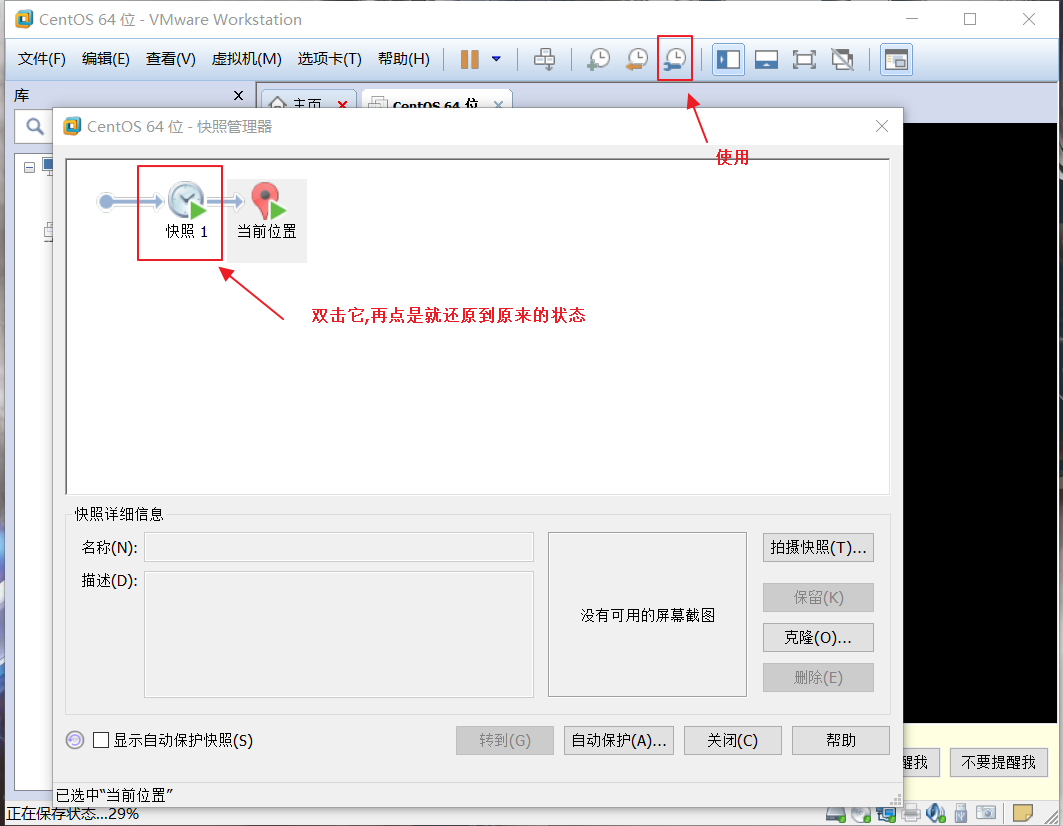 CentOS 64 位 - VMware Workstation
文件(F) 编辑(E) 查看(V) 虚拟机(M) 选项卡(T) 帮助(H)
库 x
主页 CentOS 64 位
CentOS 64 位 - 快照管理器
使用
快照 1 当前位置
双击它,再点是就还原到原来的状态
快照详细信息
名称(N):
描述(D):
没有可用的屏幕截图
拍摄快照(T)...
保留(K)
克隆(O)...
删除(E)
显示自动保护快照(S)
转到(G) 自动保护(A)... 关闭(C) 帮助
醒我 不要提醒我
已选中“当前位置”
正在保存状态...29%